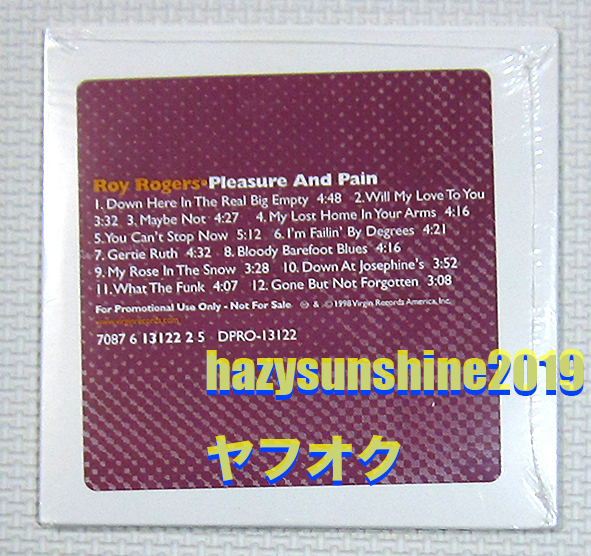 Roy Rogers•Pleasure And Pain
1. Down Here In The Real Big Empty 4:48 2. Will My Love To You
3:32 3. Maybe Not 4:27 4. My Lost Home In Your Arms 4:16
5. You Can't Stop Now 5:12 6. I'm Failin' By Degrees 4:21
7. Gertie Ruth 4:32 8. Bloody Barefoot Blues 4:16
9. My Rose In The Snow 3:28 10. Down At Josephine's 3:52
11. What The Funk 4:07 12. Gone But Not Forgotten 3:08
For Promotional Use Only - Not For Sale ℗ & © 1998 Virgin Records America, Inc.
www.virginrecords.com
7087 6 13122 2 5 DPRO-13122
hazysunshine2019
ヤフオク